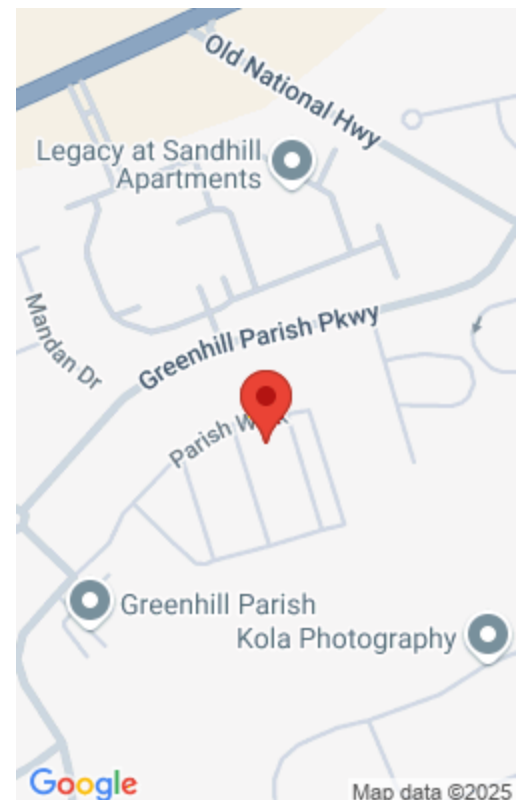 Old National Hwy
Legacy at Sandhill
Apartments
Mandan Dr
Greenhill Parish Pkwy
Parish
Greenhill Parish
Kola Photography
Google
Map data ©2025